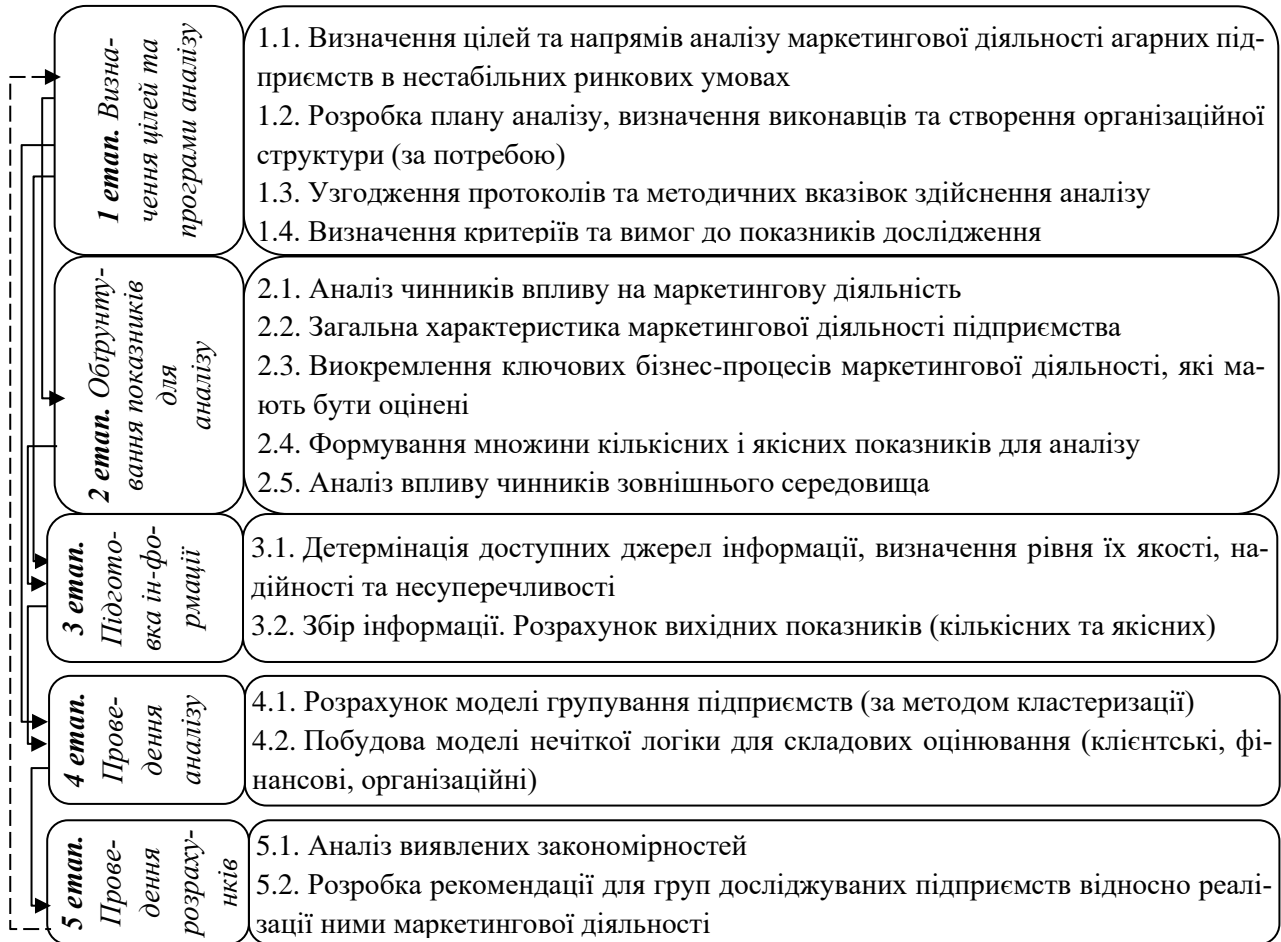 1 етап. Визна-
чення цілей та
програми аналізу
1.1. Визначення цілей та напрямів аналізу маркетингової діяльності агарних під-
приємств в нестабільних ринкових умовах
1.2. Розробка плану аналізу, визначення виконавців та створення організаційної
структури (за потребою)
1.3. Узгодження протоколів та методичних вказівок здійснення аналізу
1.4. Визначення критеріїв та вимог до показників дослідження
2 етап. Обґрунту-
вання показників
для
аналізу
2.1. Аналіз чинників впливу на маркетингову діяльність
2.2. Загальна характеристика маркетингової діяльності підприємства
2.3. Виокремлення ключових бізнес-процесів маркетингової діяльності, які ма-
ють бути оцінені
2.4. Формування множини кількісних і якісних показників для аналізу
2.5. Аналіз впливу чинників зовнішнього середовища
3 етап.
Підгото-
вка ін-фо-
рмації
3.1. Детермінація доступних джерел інформації, визначення рівня їх якості, на-
дійності та несуперечливості
3.2. Збір інформації. Розрахунок вихідних показників (кількісних та якісних)
4 етап.
Прове-
дення
аналізу
4.1. Розрахунок моделі групування підприємств (за методом кластеризації)
4.2. Побудова моделі нечіткої логіки для складових оцінювання (клієнтські, фі-
нансові, організаційні)
5 етап.
Прове-
дення
розраху-
нків
5.1. Аналіз виявлених закономірностей
5.2. Розробка рекомендації для груп досліджуваних підприємств відносно реалі-
зації ними маркетингової діяльності